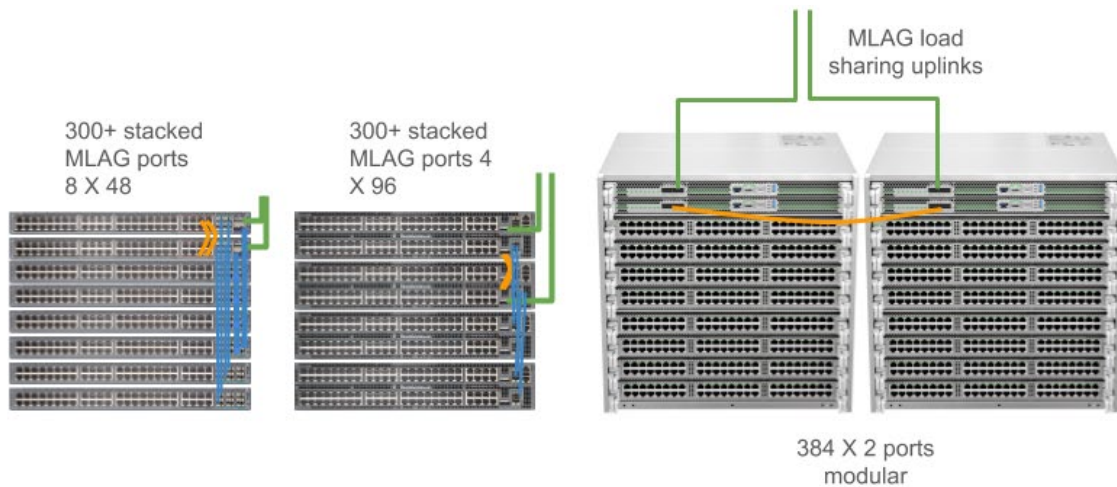 300+ stacked
MLAG ports
8 X 48
300+ stacked
MLAG ports 4
X 96
MLAG load
sharing uplinks
384 X 2 ports
modular